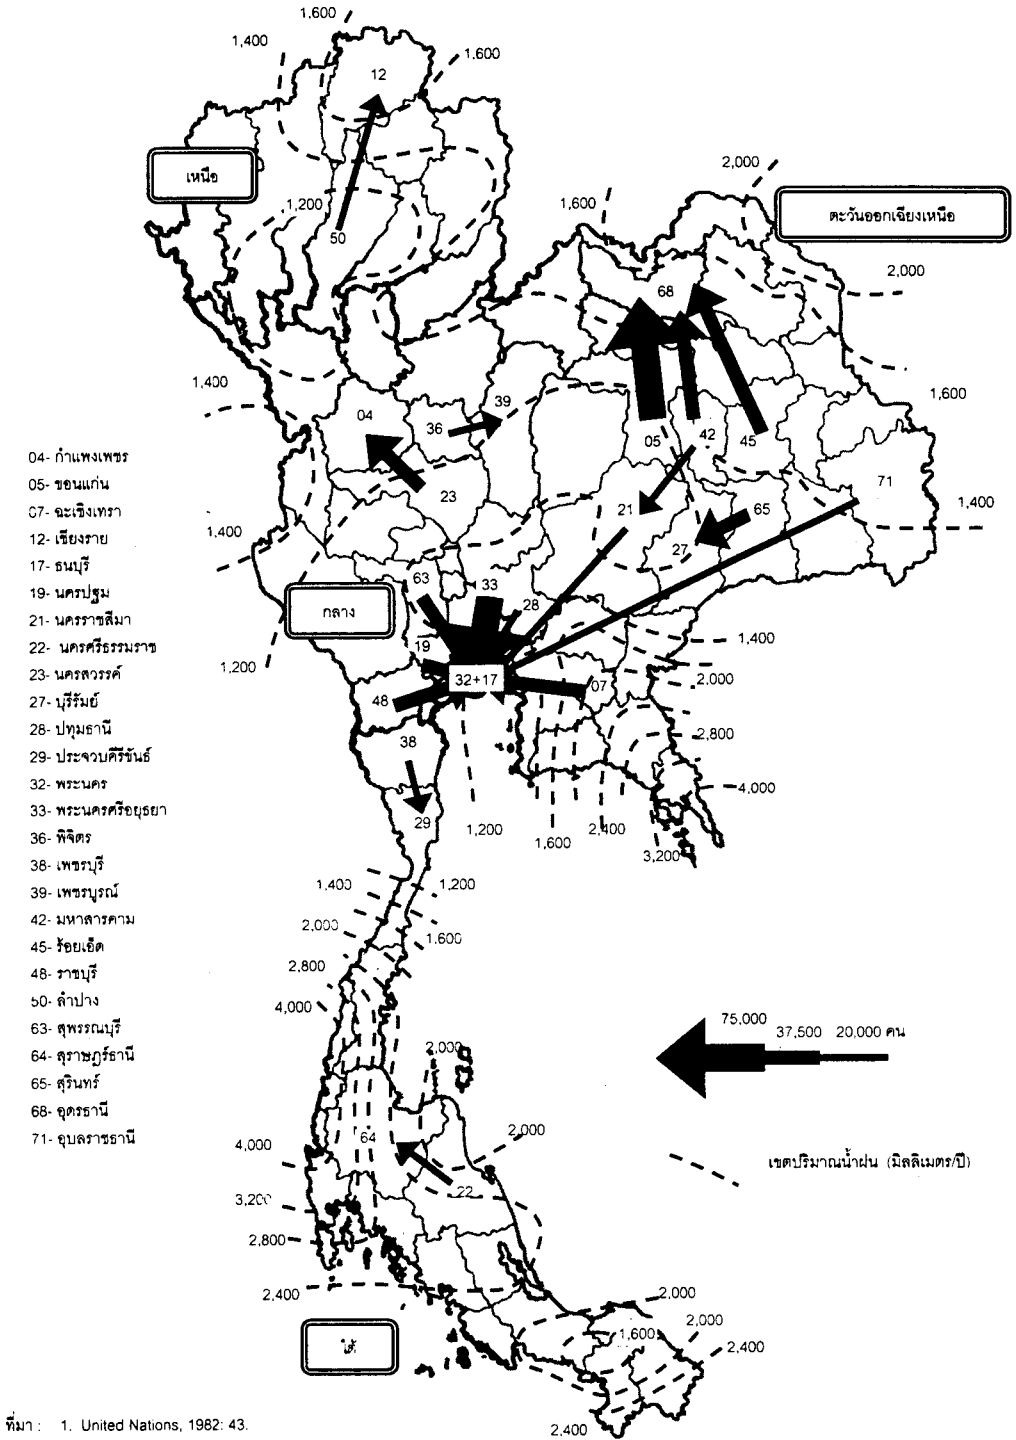 1,600
1,400
1,600
12
เหนือ
2,000
1,200
1,600
ตะวันออกเฉียงเหนือ
50
2,000
68
1,400
1,600
04
36
39
05
42
45
71
23
21
65
1,400
1,400
27
63
33
28
กลาง
1,400
1,200
19
32+17
07
2,000
48
38
2,800
4,000
29
1,200
1,600
2,400
3,200
04- กำแพงเพชร
05- ขอนแก่น
07- ฉะเชิงเทรา
12- เชียงราย
17- ธนบุรี
19- นครปฐม
21- นครราชสีมา
22- นครศรีธรรมราช
23- นครสวรรค์
27- บุรีรัมย์
28- ปทุมธานี
29- ประจวบคีรีขันธ์
32- พระนคร
33- พระนครศรีอยุธยา
36- พิจิตร
38- เพชรบุรี
39- เพชรบูรณ์
42- มหาสารคาม
45- ร้อยเอ็ด
48- ราชบุรี
50- ลำปาง
63- สุพรรณบุรี
64- สุราษฎร์ธานี
65- สุรินทร์
68- อุดรธานี
71- อุบลราชธานี
1,400
1,200
2,000
1,600
2,800
4,000
2,000
75,000
37,500
20,000 คน
64
2,000
4,000
22
เขตปริมาณน้ำฝน (มิลลิเมตร/ปี)
3,200
2,800
2,400
2,000
2,000
1,600
2,400
ใต้
2,400
ที่มา : 1. United Nations, 1982: 43.